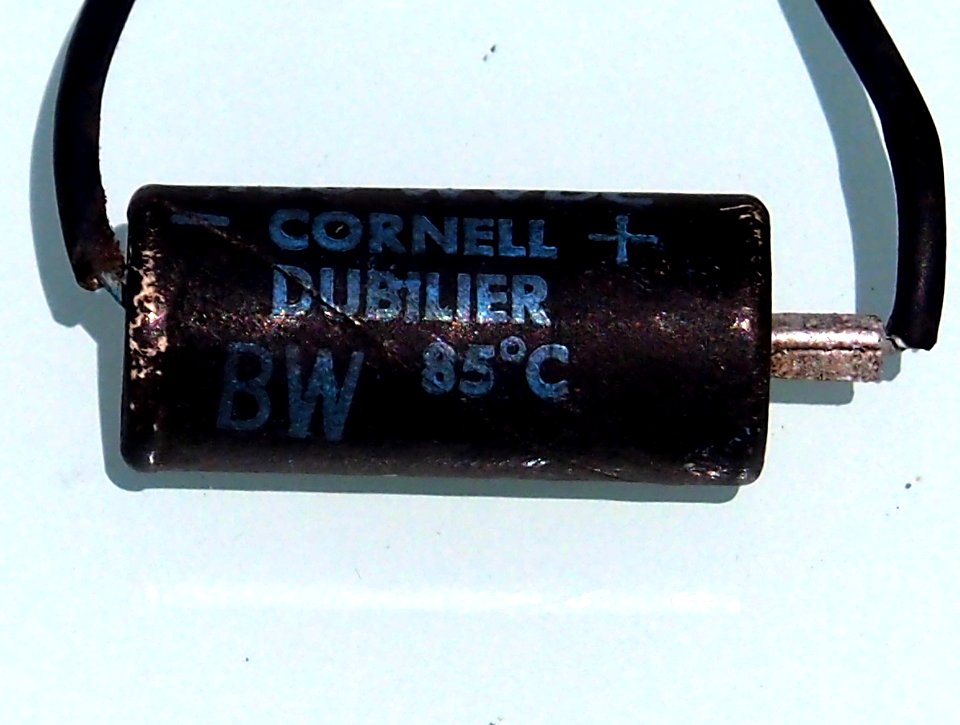 - CORNELL +
DUBILIER
BW 85°C